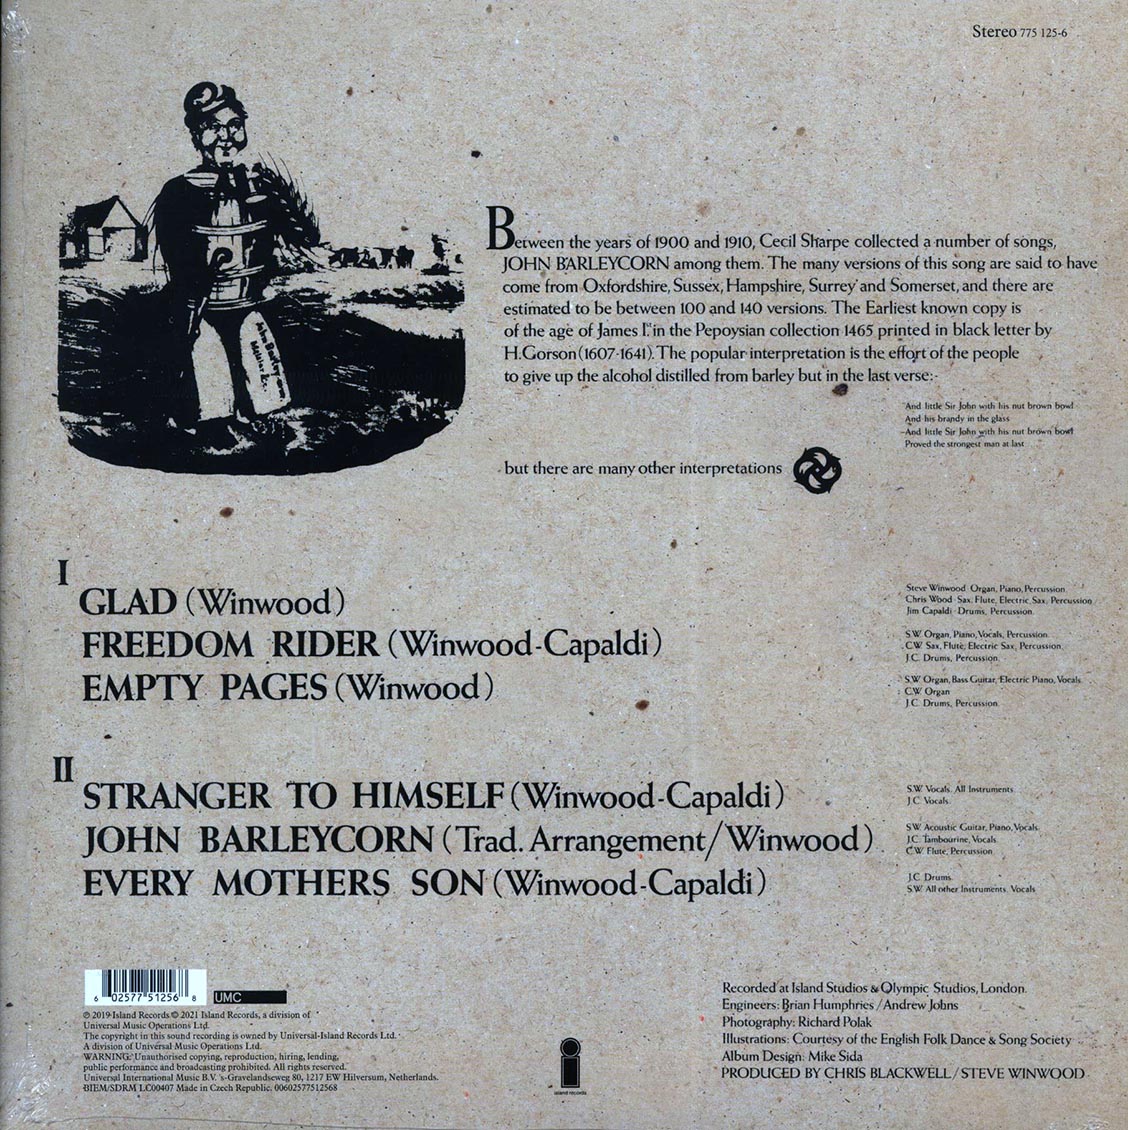 Stereo 775 125-6
Between the years of 1900 and 1910, Cecil Sharpe collected a number of songs,
JOHN BARLEYCORN among them. The many versions of this song are said to have
come from Oxfordshire, Sussex, Hampshire, Surrey and Somerset, and there are
estimated to be between 100 and 140 versions. The Earliest known copy is
of the age of James I. in the Pepoysian collection 1465 printed in black letter by
H.Gorson (1607-1641). The popular interpretation is the effort of the people
to give up the alcohol distilled from barley but in the last verse:-
And little Sir John with his nut brown bowl
And his brandy in the glass
And little Sir John with his nut brown bowl
Proved the strongest man at last
but there are many other interpretations
John Barleycorn
I
GLAD (Winwood)
FREEDOM RIDER (Winwood-Capaldi)
EMPTY PAGES (Winwood)
Steve Winwood Organ, Piano, Percussion.
Chris Wood - Sax, Flute, Electric Sax, Percussion
Jim Capaldi - Drums, Percussion.
S.W Organ, Piano, Vocals, Percussion.
C.W Sax, Flute, Electric Sax, Percussion.
J.C. Drums, Percussion.
S.W Organ, Bass Guitar, Electric Piano, Vocals.
C.W Organ
J.C. Drums, Percussion.
II
STRANGER TO HIMSELF (Winwood-Capaldi)
JOHN BARLEYCORN (Trad. Arrangement/Winwood)
EVERY MOTHERS SON (Winwood-Capaldi)
S.W Vocals. All Instruments
J.C Vocals.
S.W Acoustic Guitar, Piano, Vocals.
J.C. Tambourine, Vocals
C.W. Flute, Percussion
J.C. Drums.
S.W. All other Instruments. Vocals
6 02577 51256 8
UMC
℗ 2019 Island Records © 2021 Island Records, a division of
Universal Music Operations Ltd.
The copyright in this sound recording is owned by Universal-Island Records Ltd.
A division of Universal Music Operations Ltd.
WARNING: Unauthorised copying, reproduction, hiring, lending,
public performance and broadcasting prohibited. All rights reserved.
Universal International Music B.V. 's-Gravelandseweg 80, 1217 EW Hilversum, Netherlands.
BIEM/SDRM LC00407 Made in Czech Republic. 00602577512568
island records
Recorded at Island Studios & Olympic Studios, London.
Engineers: Brian Humphries / Andrew Johns
Photography: Richard Polak
Illustrations: Courtesy of the English Folk Dance & Song Society
Album Design: Mike Sida
PRODUCED BY CHRIS BLACKWELL / STEVE WINWOOD